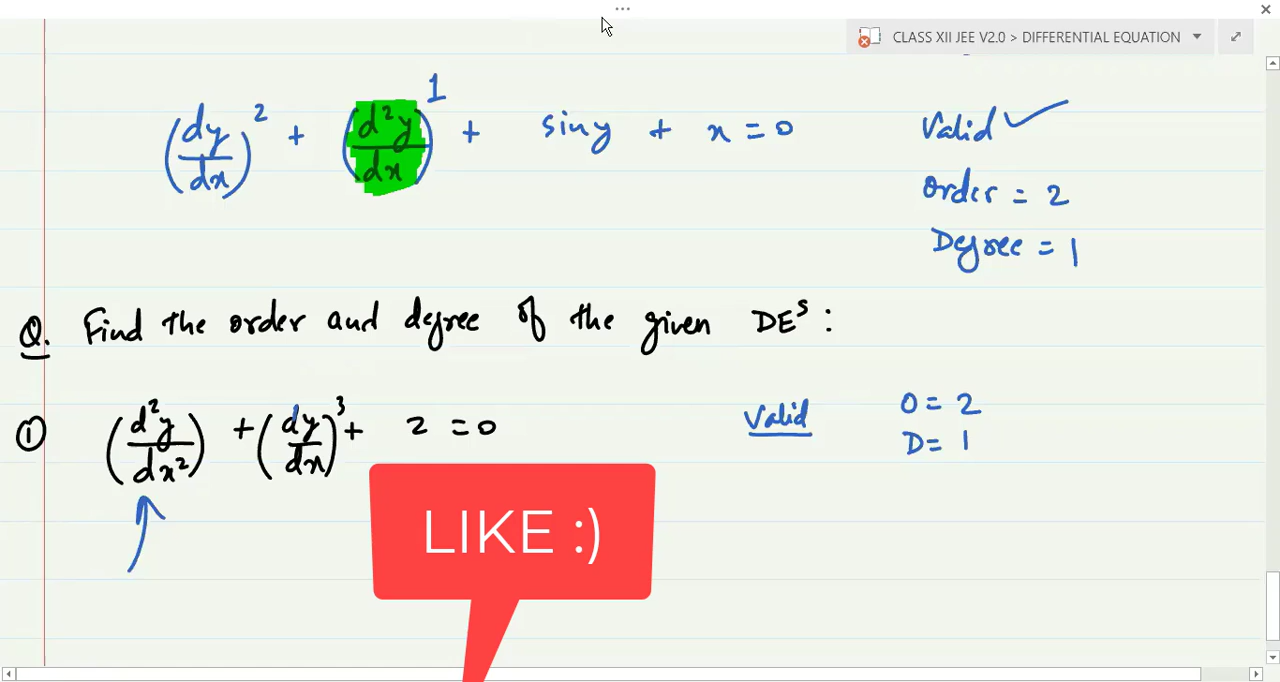 CLASS XII JEE V2.0 > DIFFERENTIAL EQUATION
(dy/dx)² + (d²y/dx)¹ + siny + x = 0
Valid ✓
Order = 2
Degree = 1
Q. Find the order and degree of the given DEˢ :
① (d²y/dx²) + (dy/dx)³ + 2 = 0
Valid
O = 2
D = 1
LIKE :)